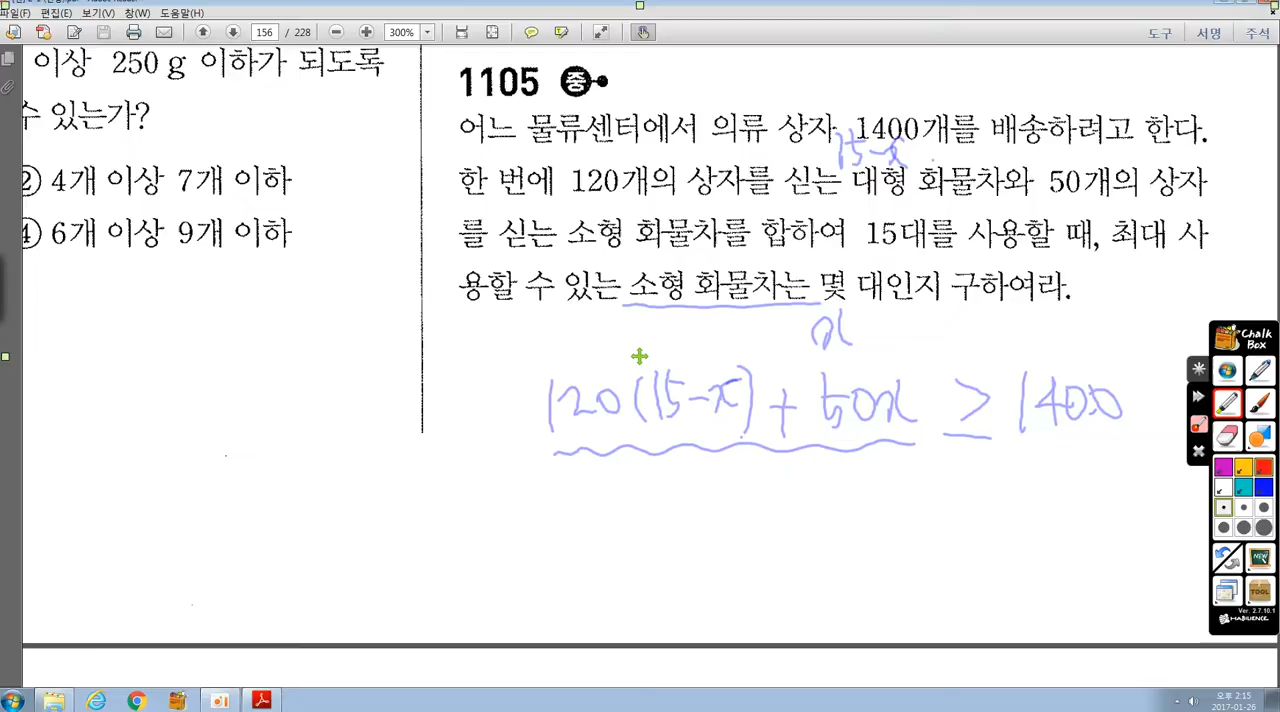 파일(F) 편집(E) 보기(V) 창(W) 도움말(H)
156 / 228 300% 도구 서명 주석
이상 250 g 이하가 되도록
수 있는가?
② 4개 이상 7개 이하
④ 6개 이상 9개 이하
1105 중
어느 물류센터에서 의류 상자 1400개를 배송하려고 한다.
15-x
한 번에 120개의 상자를 싣는 대형 화물차와 50개의 상자
를 싣는 소형 화물차를 합하여 15대를 사용할 때, 최대 사
용할 수 있는 소형 화물차는 몇 대인지 구하여라.
x
120(15-x) + 50x ≥ 1400
Chalk
Box
NEW
TOOL
Ver. 2.7.10.1
HABILIENCE
오후 2:15
2017-01-26